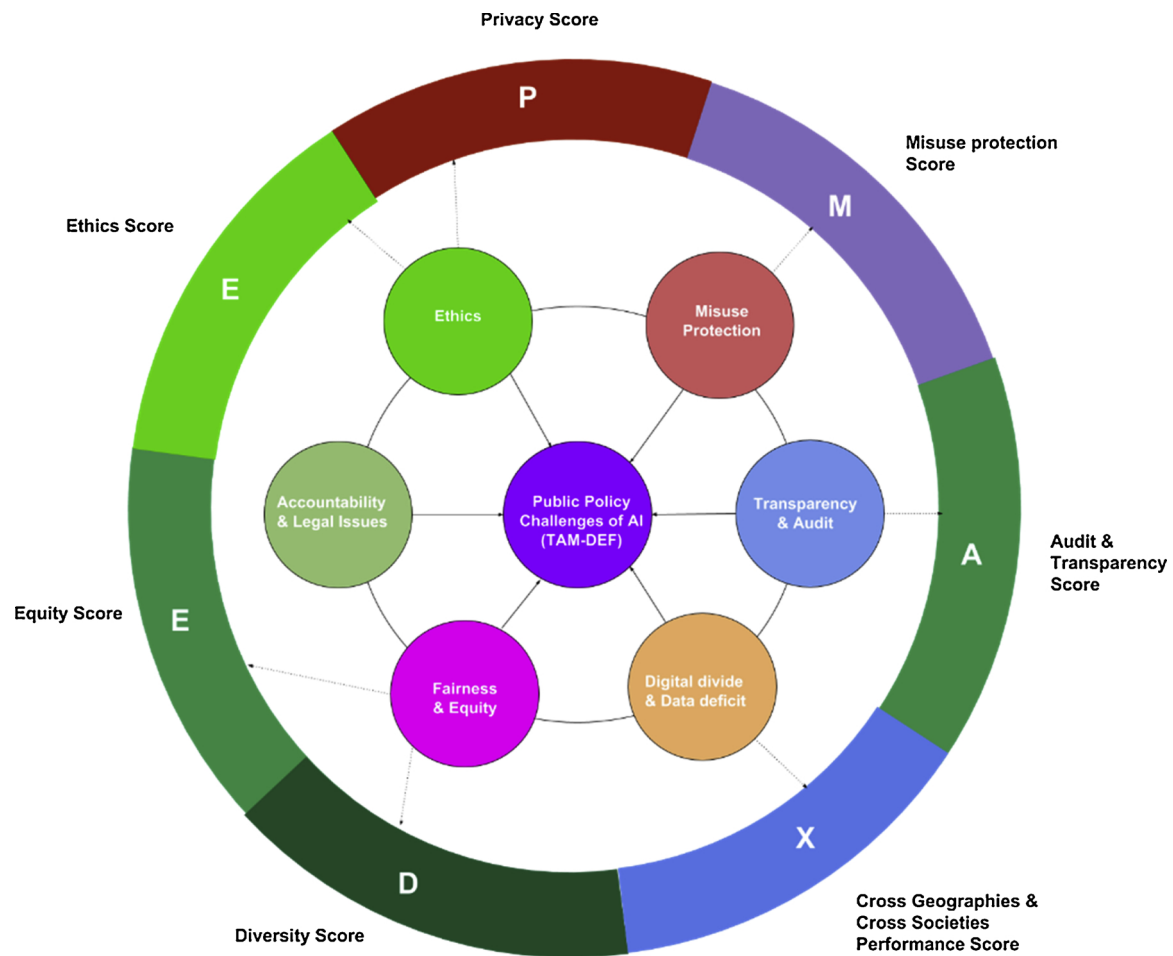 Privacy Score
P
Misuse protection
Score
M
Ethics Score
E
Ethics
Misuse
Protection
Accountability
& Legal Issues
Public Policy
Challenges of AI
(TAM-DEF)
Transparency
& Audit
A
Audit &
Transparency
Score
Equity Score
E
Fairness
& Equity
Digital divide
& Data deficit
X
D
Diversity Score
Cross Geographies &
Cross Societies
Performance Score